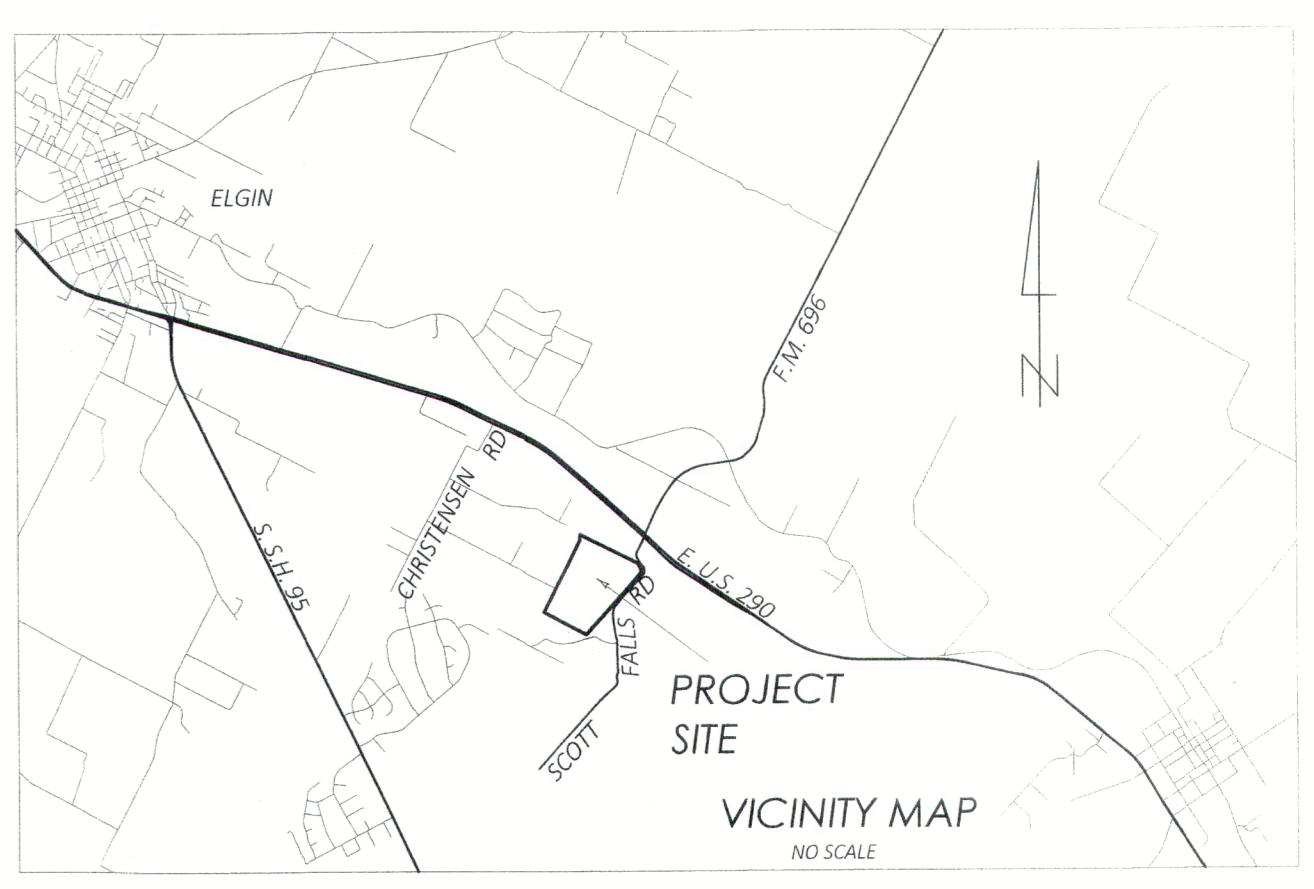 ELGIN
F.M. 696
N
CHRISTENSEN RD
S. S.H. 95
E. U.S. 290
SCOTT FALLS RD
PROJECT
SITE
VICINITY MAP
NO SCALE